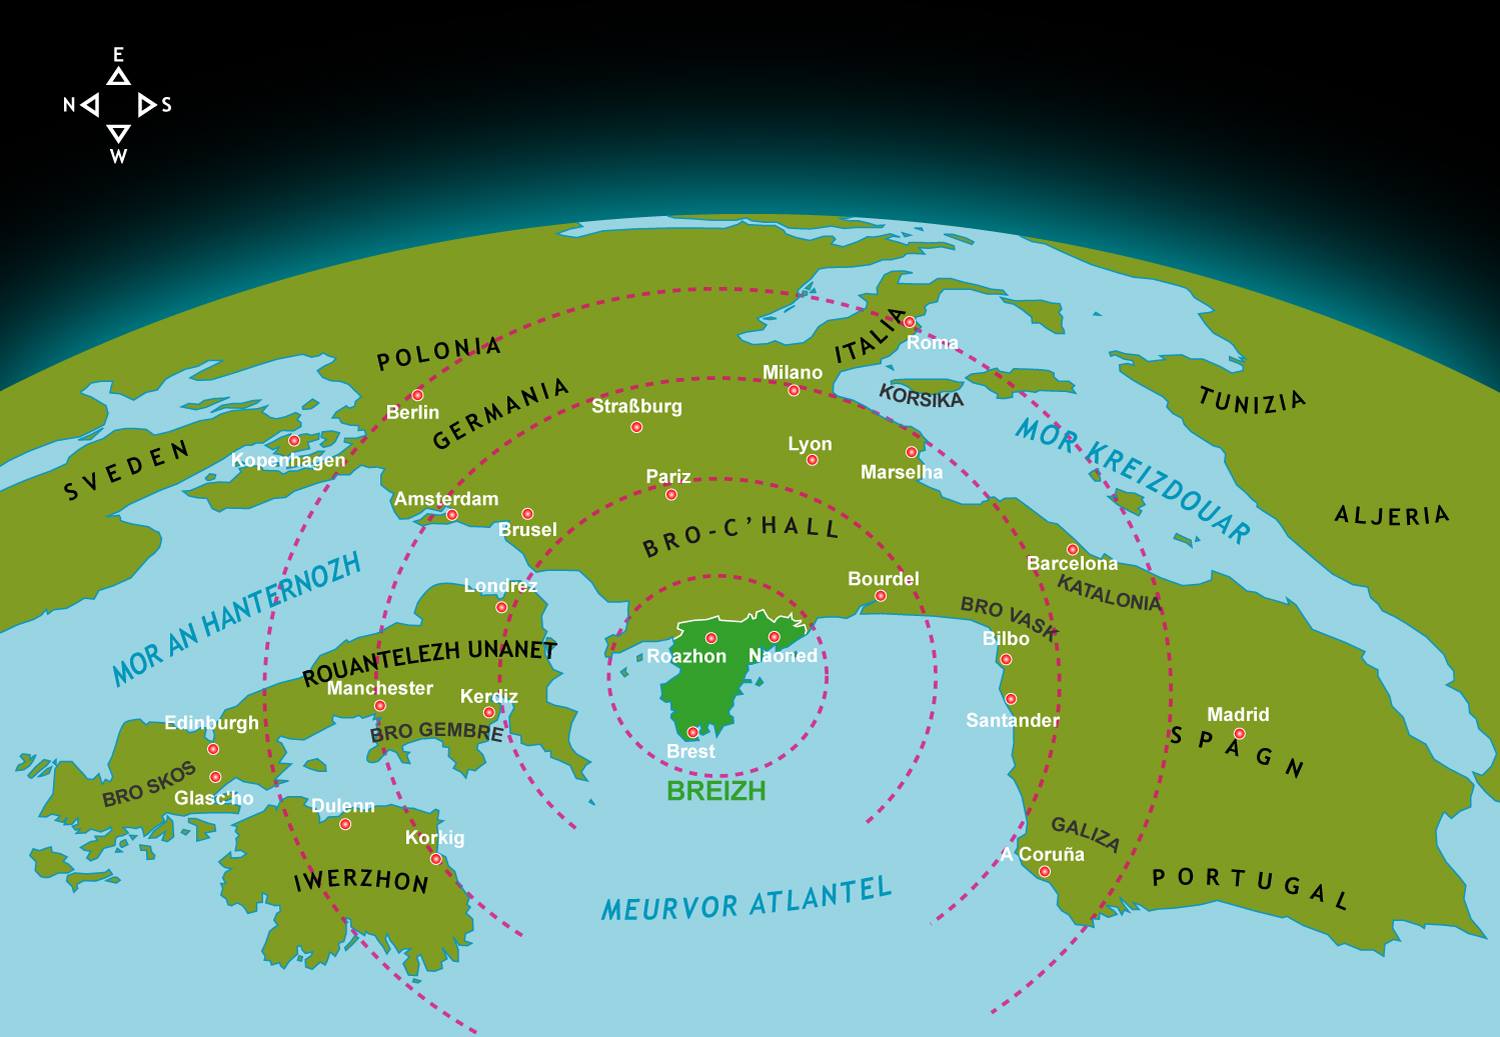 E
N
S
W
POLONIA
GERMANIA
ITALIA
Roma
Milano
KORSIKA
Berlin
Straßburg
TUNIZIA
SVEDEN
Kopenhagen
Lyon
Marselha
MOR KREIZDOUAR
Pariz
Amsterdam
Brusel
BRO-C’HALL
ALJERIA
Barcelona
KATALONIA
MOR AN HANTERNOZH
Londrez
Bourdel
BRO VASK
Bilbo
ROUANTELEZH UNANET
Roazhon
Naoned
Manchester
Kerdiz
BRO GEMBRE
Edinburgh
Santander
Madrid
SPAGN
Brest
BREIZH
BRO SKOS
Glasc'ho
Dulenn
Korkig
GALIZA
A Coruña
IWERZHON
MEURVOR ATLANTEL
PORTUGAL